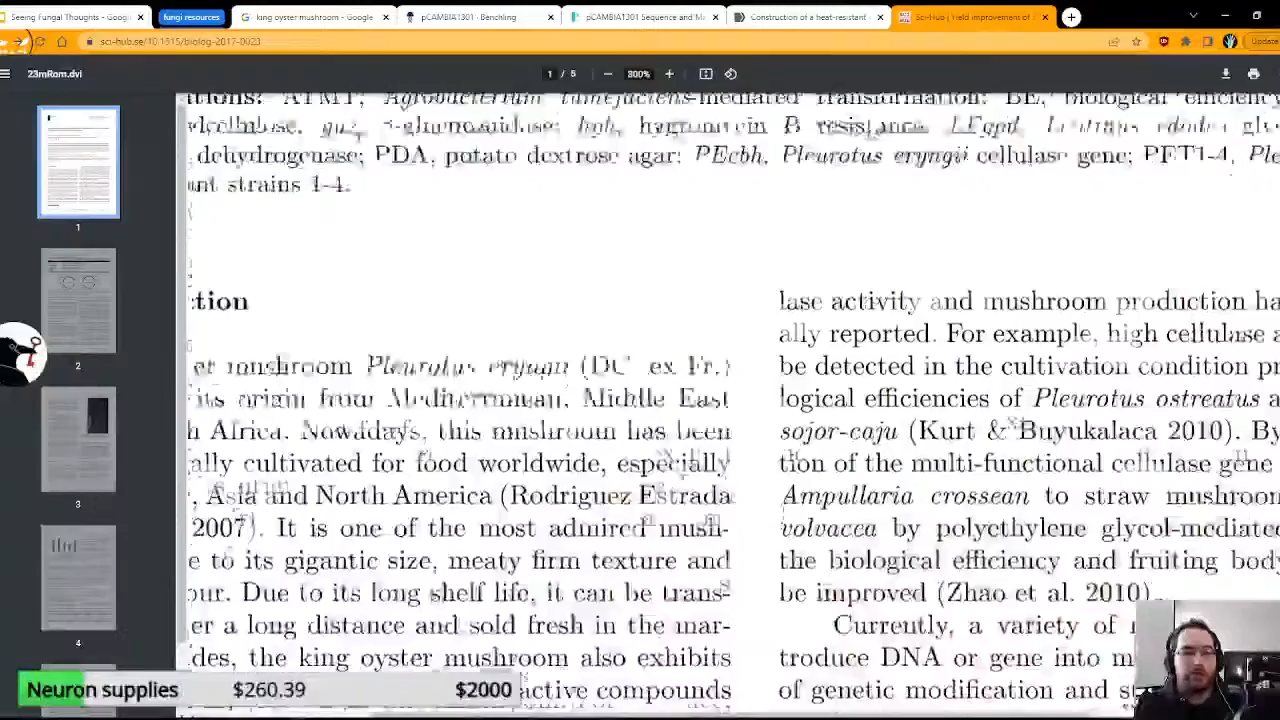 Seeing Fungal Thoughts - Goog
fungi resources
king oyster mushroom - Google
pCAMBIA1301 - Benchling
pCAMBIA1301 Sequence and Ma
Construction of a heat-resistant
Sci-Hub | Yield improvement of
sci-hub.se/10.1515/biolog-2017-0023
Update
23mRom.dvi
1 / 5
300%
ations: ATMT, Agrobacterium tumefaciens-mediated transformation; BE, biological efficiency
dehydrogenase; PDA, potato dextrose agar; PEcbh, Pleurotus eryngii cellulase gene; PET1-4, Ple
ant strains 1-4.
ction
er mushroom Pleurotus eryngii (DC. ex Fr.)
its origin from Mediterranean, Middle East
h Africa. Nowadays, this mushroom has been
ally cultivated for food worldwide, especially
, Asia and North America (Rodriguez Estrada
2007). It is one of the most admired mush-
e to its gigantic size, meaty firm texture and
our. Due to its long shelf life, it can be trans-
er a long distance and sold fresh in the mar-
des, the king oyster mushroom also exhibits
active compounds
lase activity and mushroom production ha
ally reported. For example, high cellulase a
be detected in the cultivation condition pr
logical efficiencies of Pleurotus ostreatus a
sojor-caju (Kurt & Buyukalaca 2010). By
tion of the multi-functional cellulase gene
Ampullaria crossean to straw mushroom
volvacea by polyethylene glycol-mediated
the biological efficiency and fruiting body
be improved (Zhao et al. 2010).
Currently, a variety of
troduce DNA or gene into m
of genetic modification and st
1
2
3
4
Neuron supplies $260,39 $2000